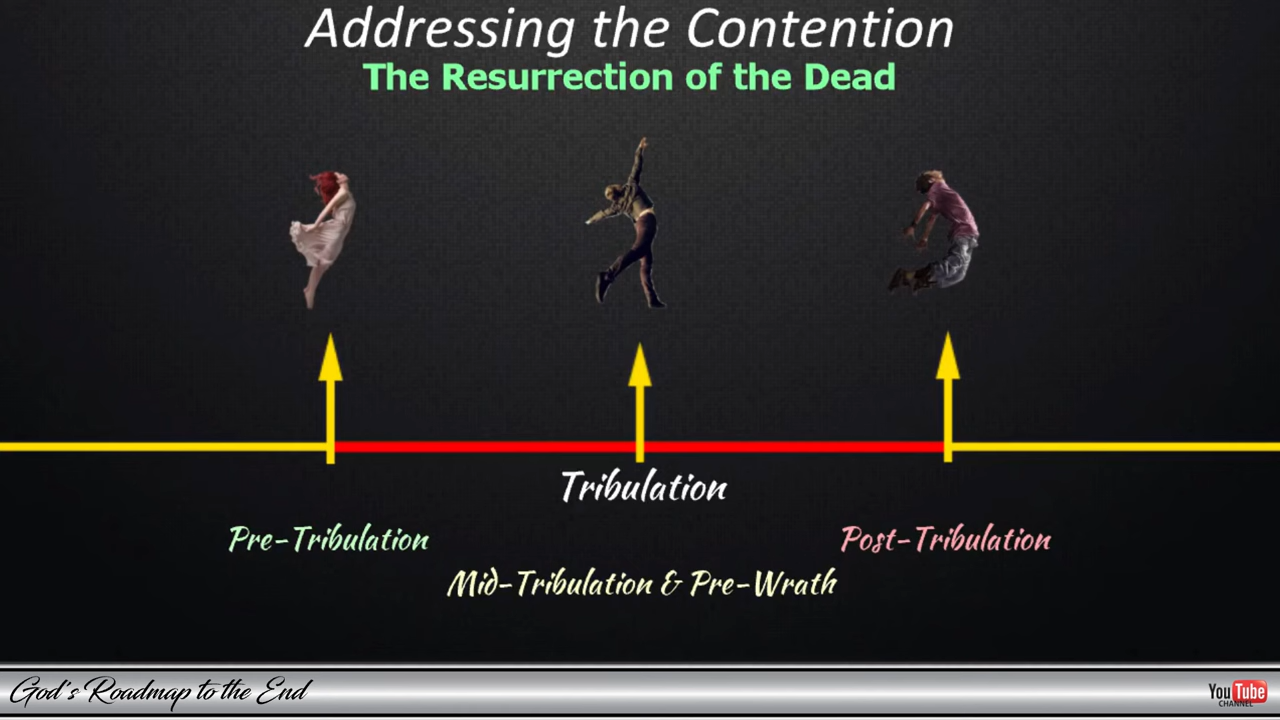 Addressing the Contention
The Resurrection of the Dead
Tribulation
Pre-Tribulation
Post-Tribulation
Mid-Tribulation & Pre-Wrath
God's Roadmap to the End
YouTube
CHANNEL